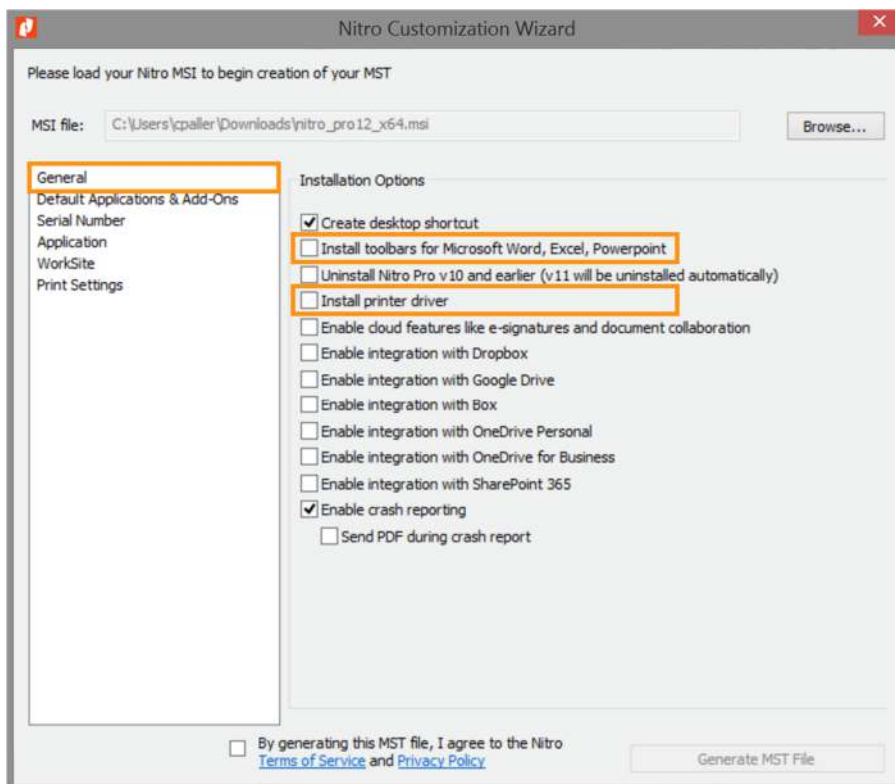 Nitro Customization Wizard
Please load your Nitro MSI to begin creation of your MST
MSI file: C:\Users\cpaller\Downloads\nitro_pro12_x64.msi Browse...
General
Default Applications & Add-Ons
Serial Number
Application
WorkSite
Print Settings
Installation Options
Create desktop shortcut
Install toolbars for Microsoft Word, Excel, Powerpoint
Uninstall Nitro Pro v10 and earlier (v11 will be uninstalled automatically)
Install printer driver
Enable cloud features like e-signatures and document collaboration
Enable integration with Dropbox
Enable integration with Google Drive
Enable integration with Box
Enable integration with OneDrive Personal
Enable integration with OneDrive for Business
Enable integration with SharePoint 365
Enable crash reporting
Send PDF during crash report
By generating this MST file, I agree to the Nitro
Terms of Service and Privacy Policy
Generate MST File